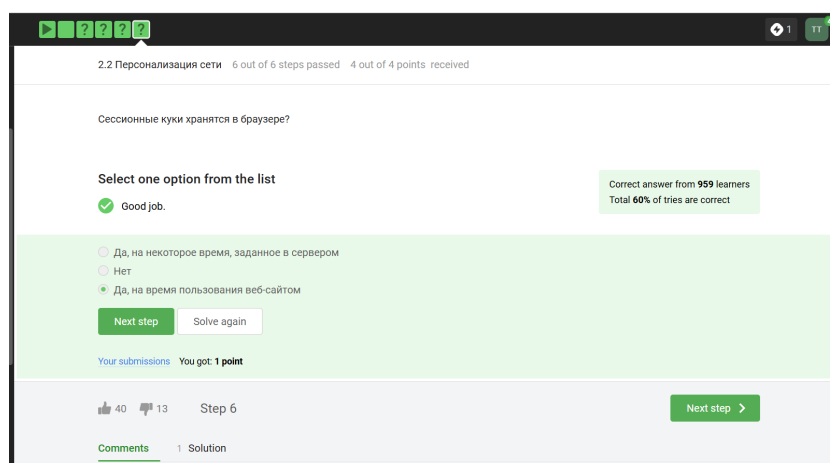 ? ? ? ?
1
TT
2.2 Персонализация сети 6 out of 6 steps passed 4 out of 4 points received
Сессионные куки хранятся в браузере?
Select one option from the list
Correct answer from 959 learners
Total 60% of tries are correct
Good job.
Да, на некоторое время, заданное в сервером
Нет
Да, на время пользования веб-сайтом
Next step Solve again
Your submissions You got: 1 point
40 13 Step 6 Next step
Comments 1 Solution